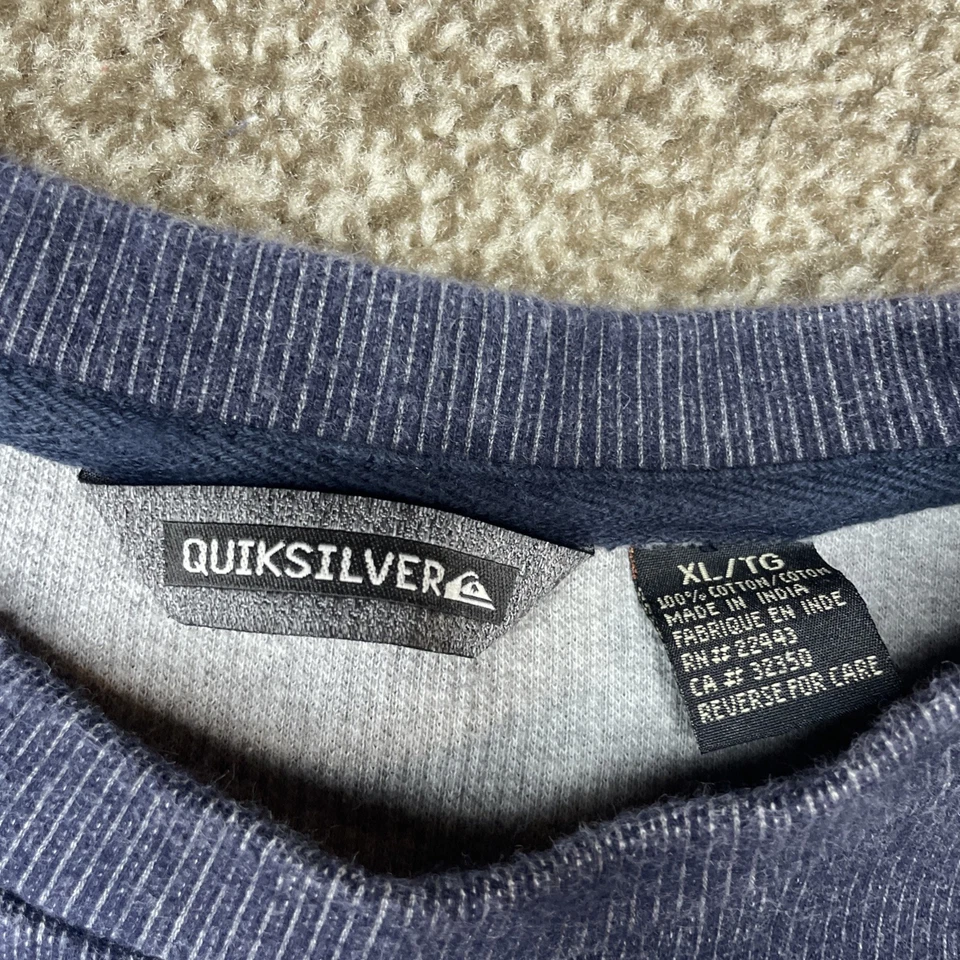 QUIKSILVER
XL/TG
100% COTTON/COTON
MADE IN INDIA
FABRIQUE EN INDE
RN# 22443
CA # 32350
REVERSE FOR CARE